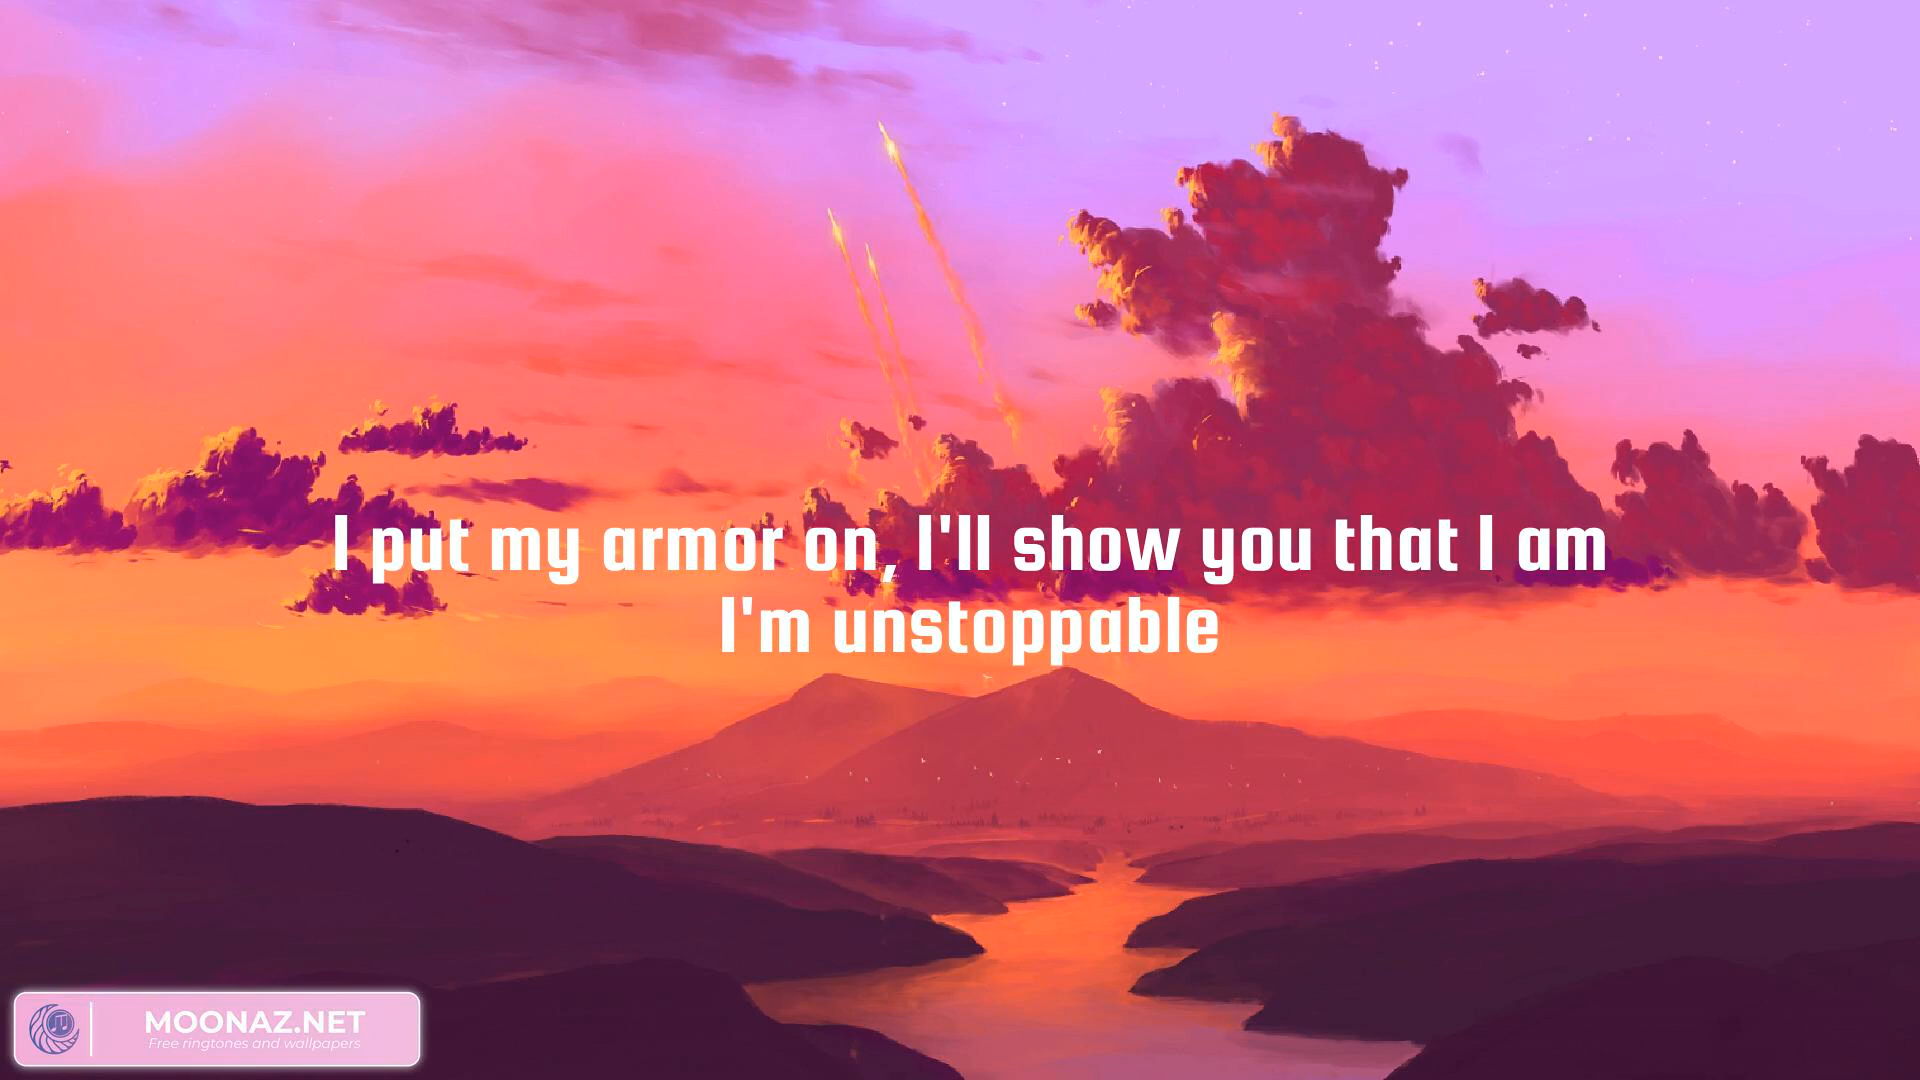 I put my armor on, I'll show you that I am
I'm unstoppable
MOONAZ.NET
Free ringtones and wallpapers